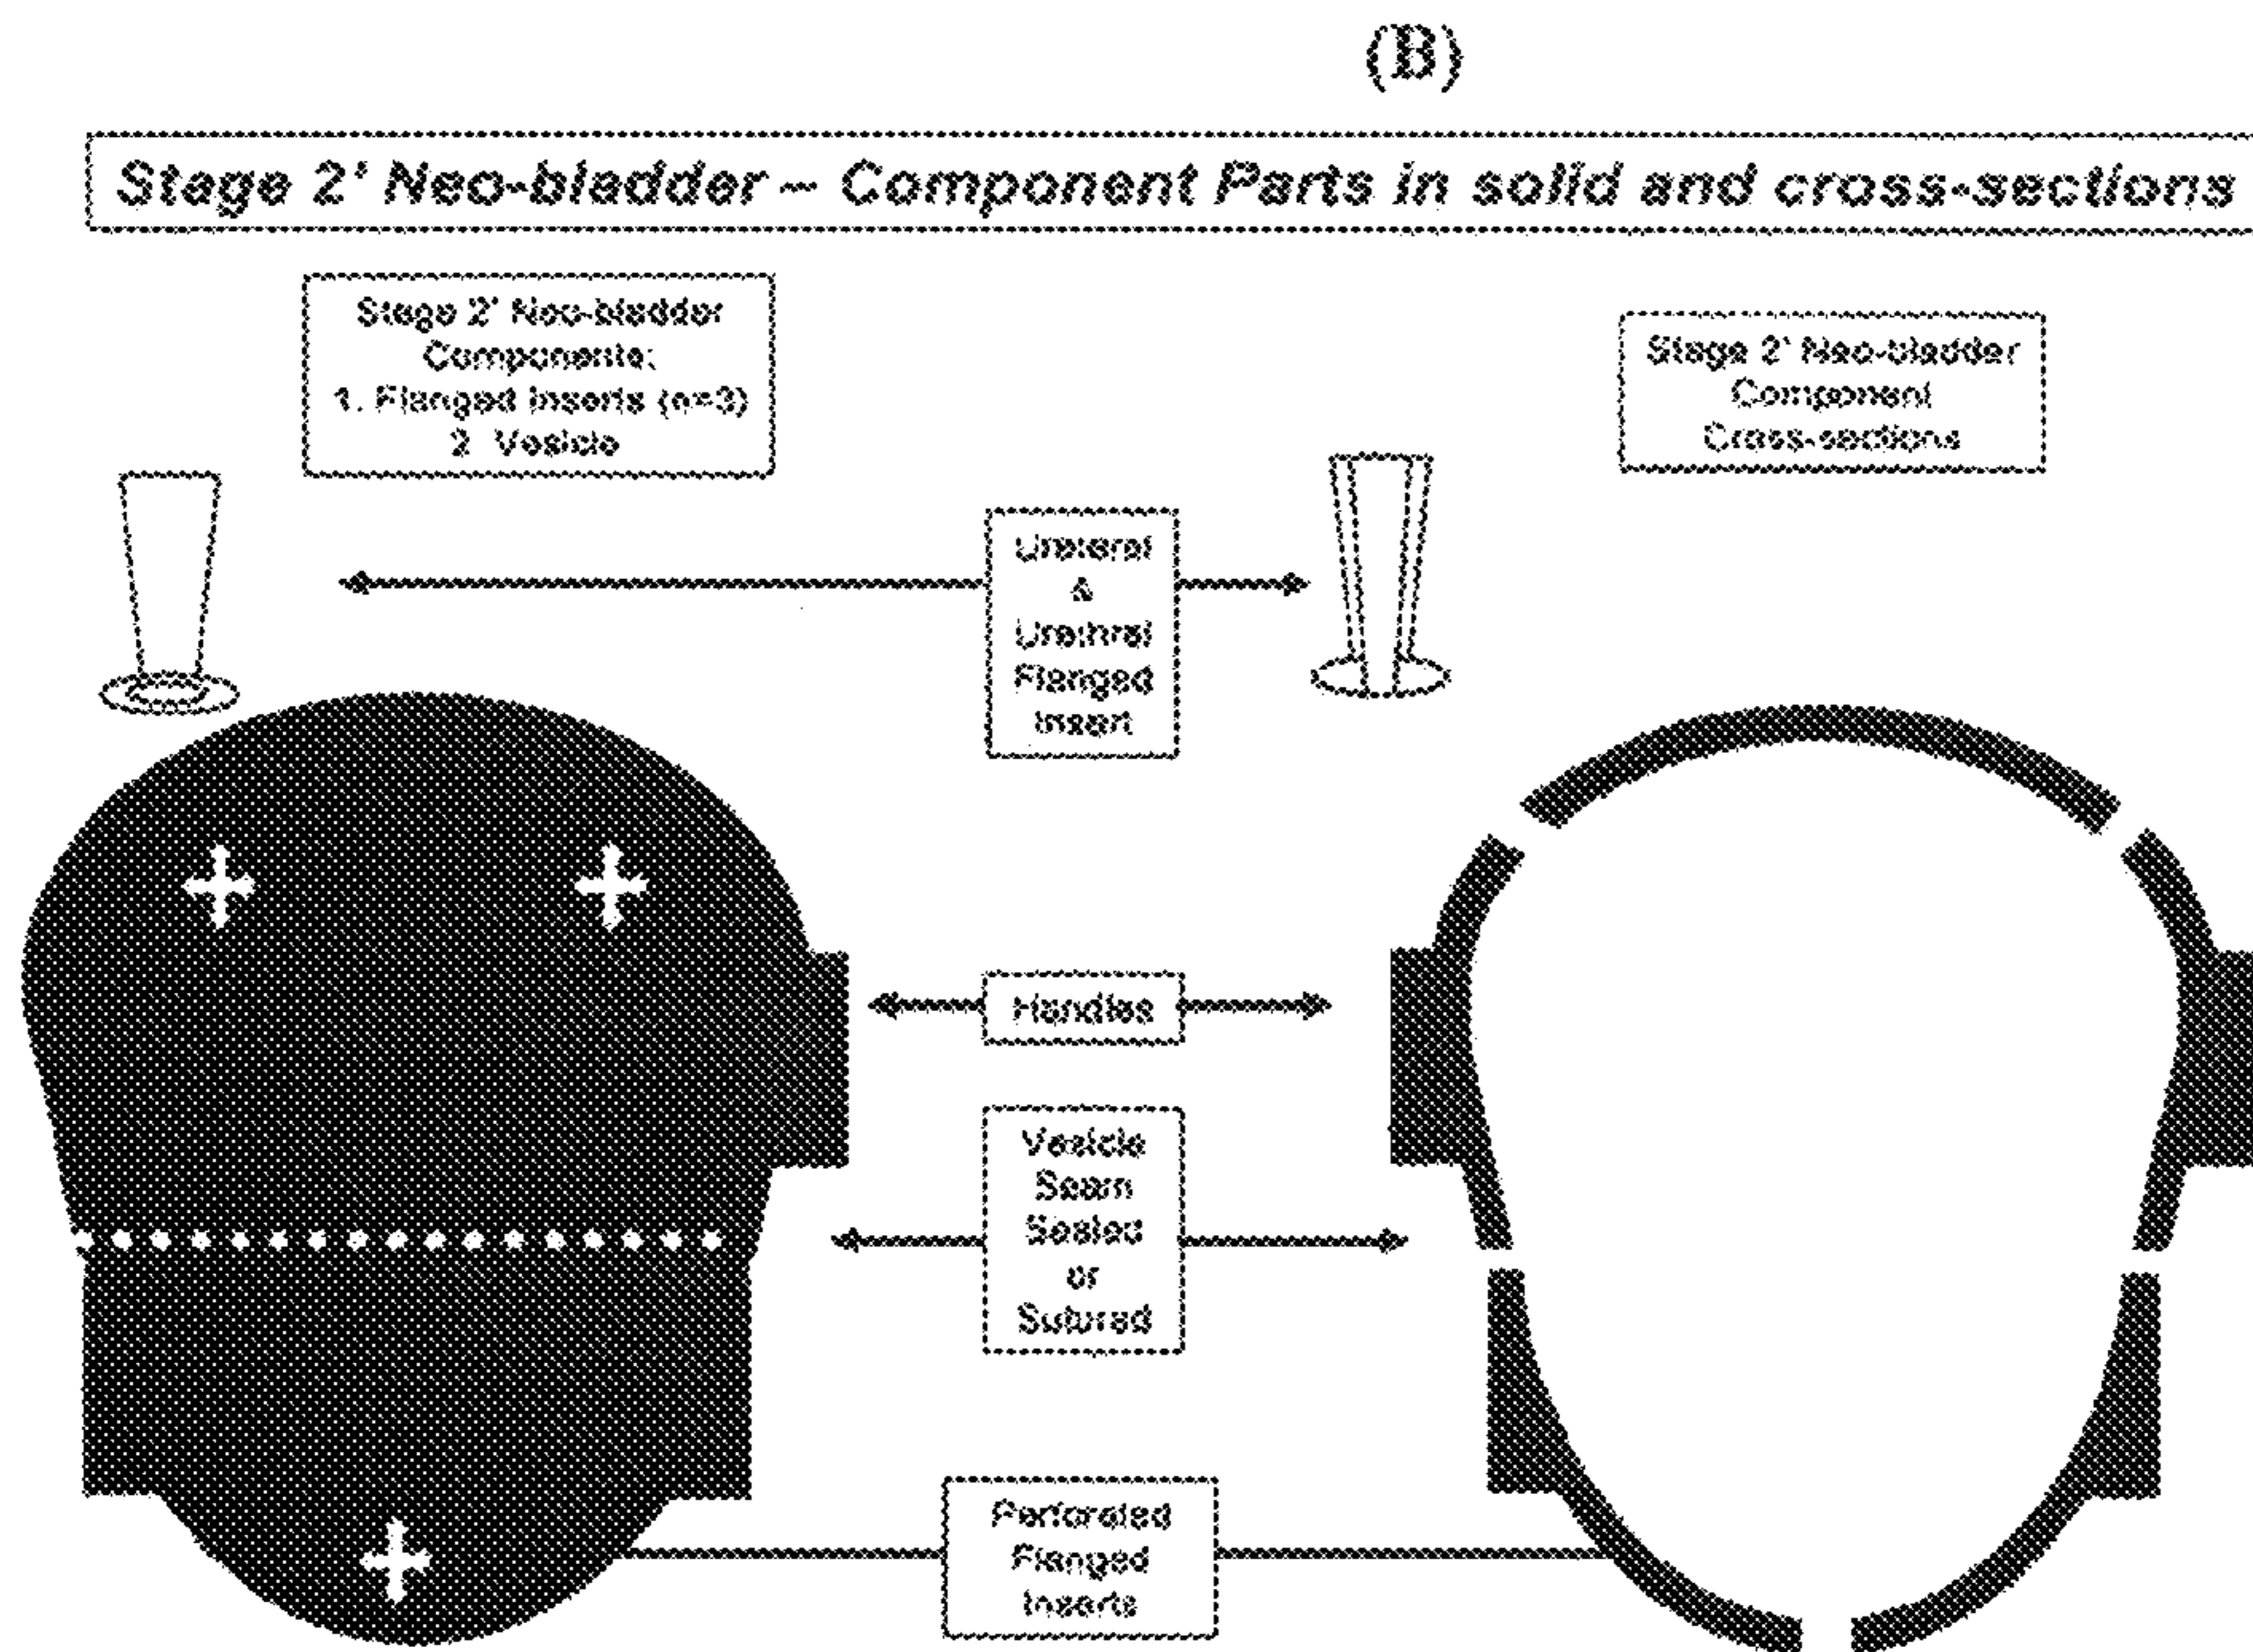 (B)
Stage 2' Neo-bladder – Component Parts in solid and cross-sections
Stage 2' Neo-bladder
Components:
1. Flanged Inserts (n=3)
2. Vesicle
Stage 2' Neo-bladder
Component
Cross-sections
Ureteral
&
Urethral
Flanged
Insert
Handles
Vesicle
Seam
Sealed
or
Sutured
Perforated
Flanged
Inserts